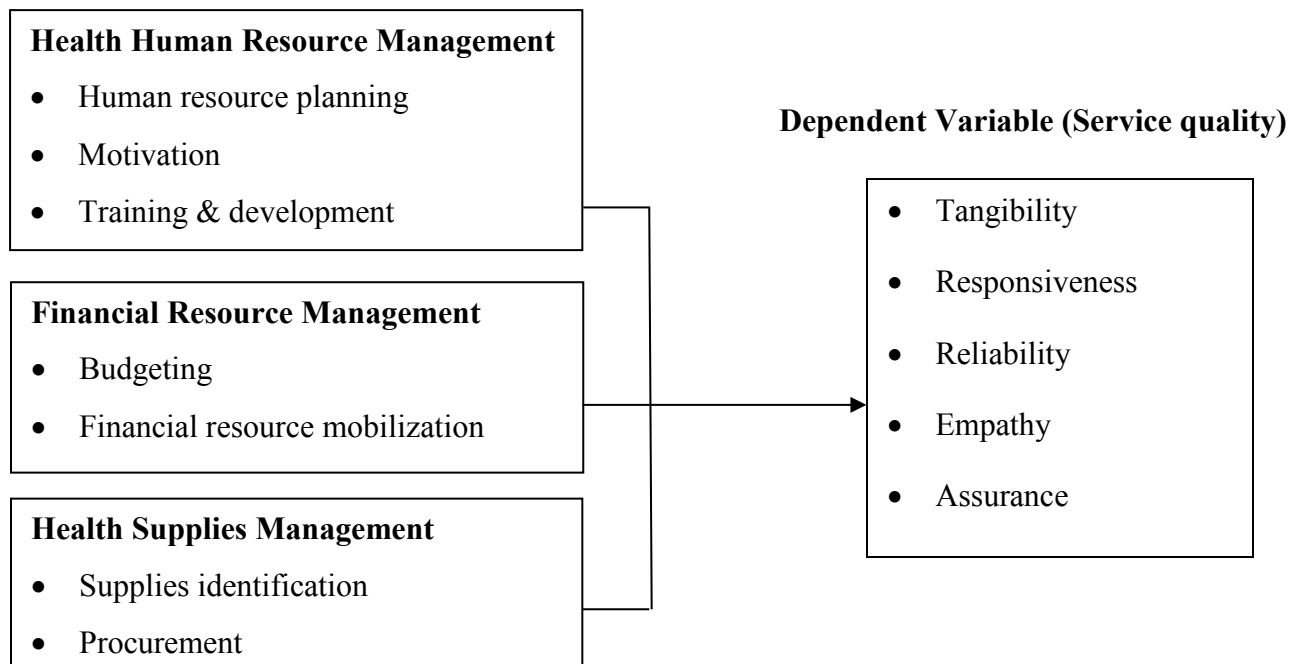 Health Human Resource Management
• Human resource planning
• Motivation
• Training & development
Financial Resource Management
• Budgeting
• Financial resource mobilization
Health Supplies Management
• Supplies identification
• Procurement
Dependent Variable (Service quality)
• Tangibility
• Responsiveness
• Reliability
• Empathy
• Assurance